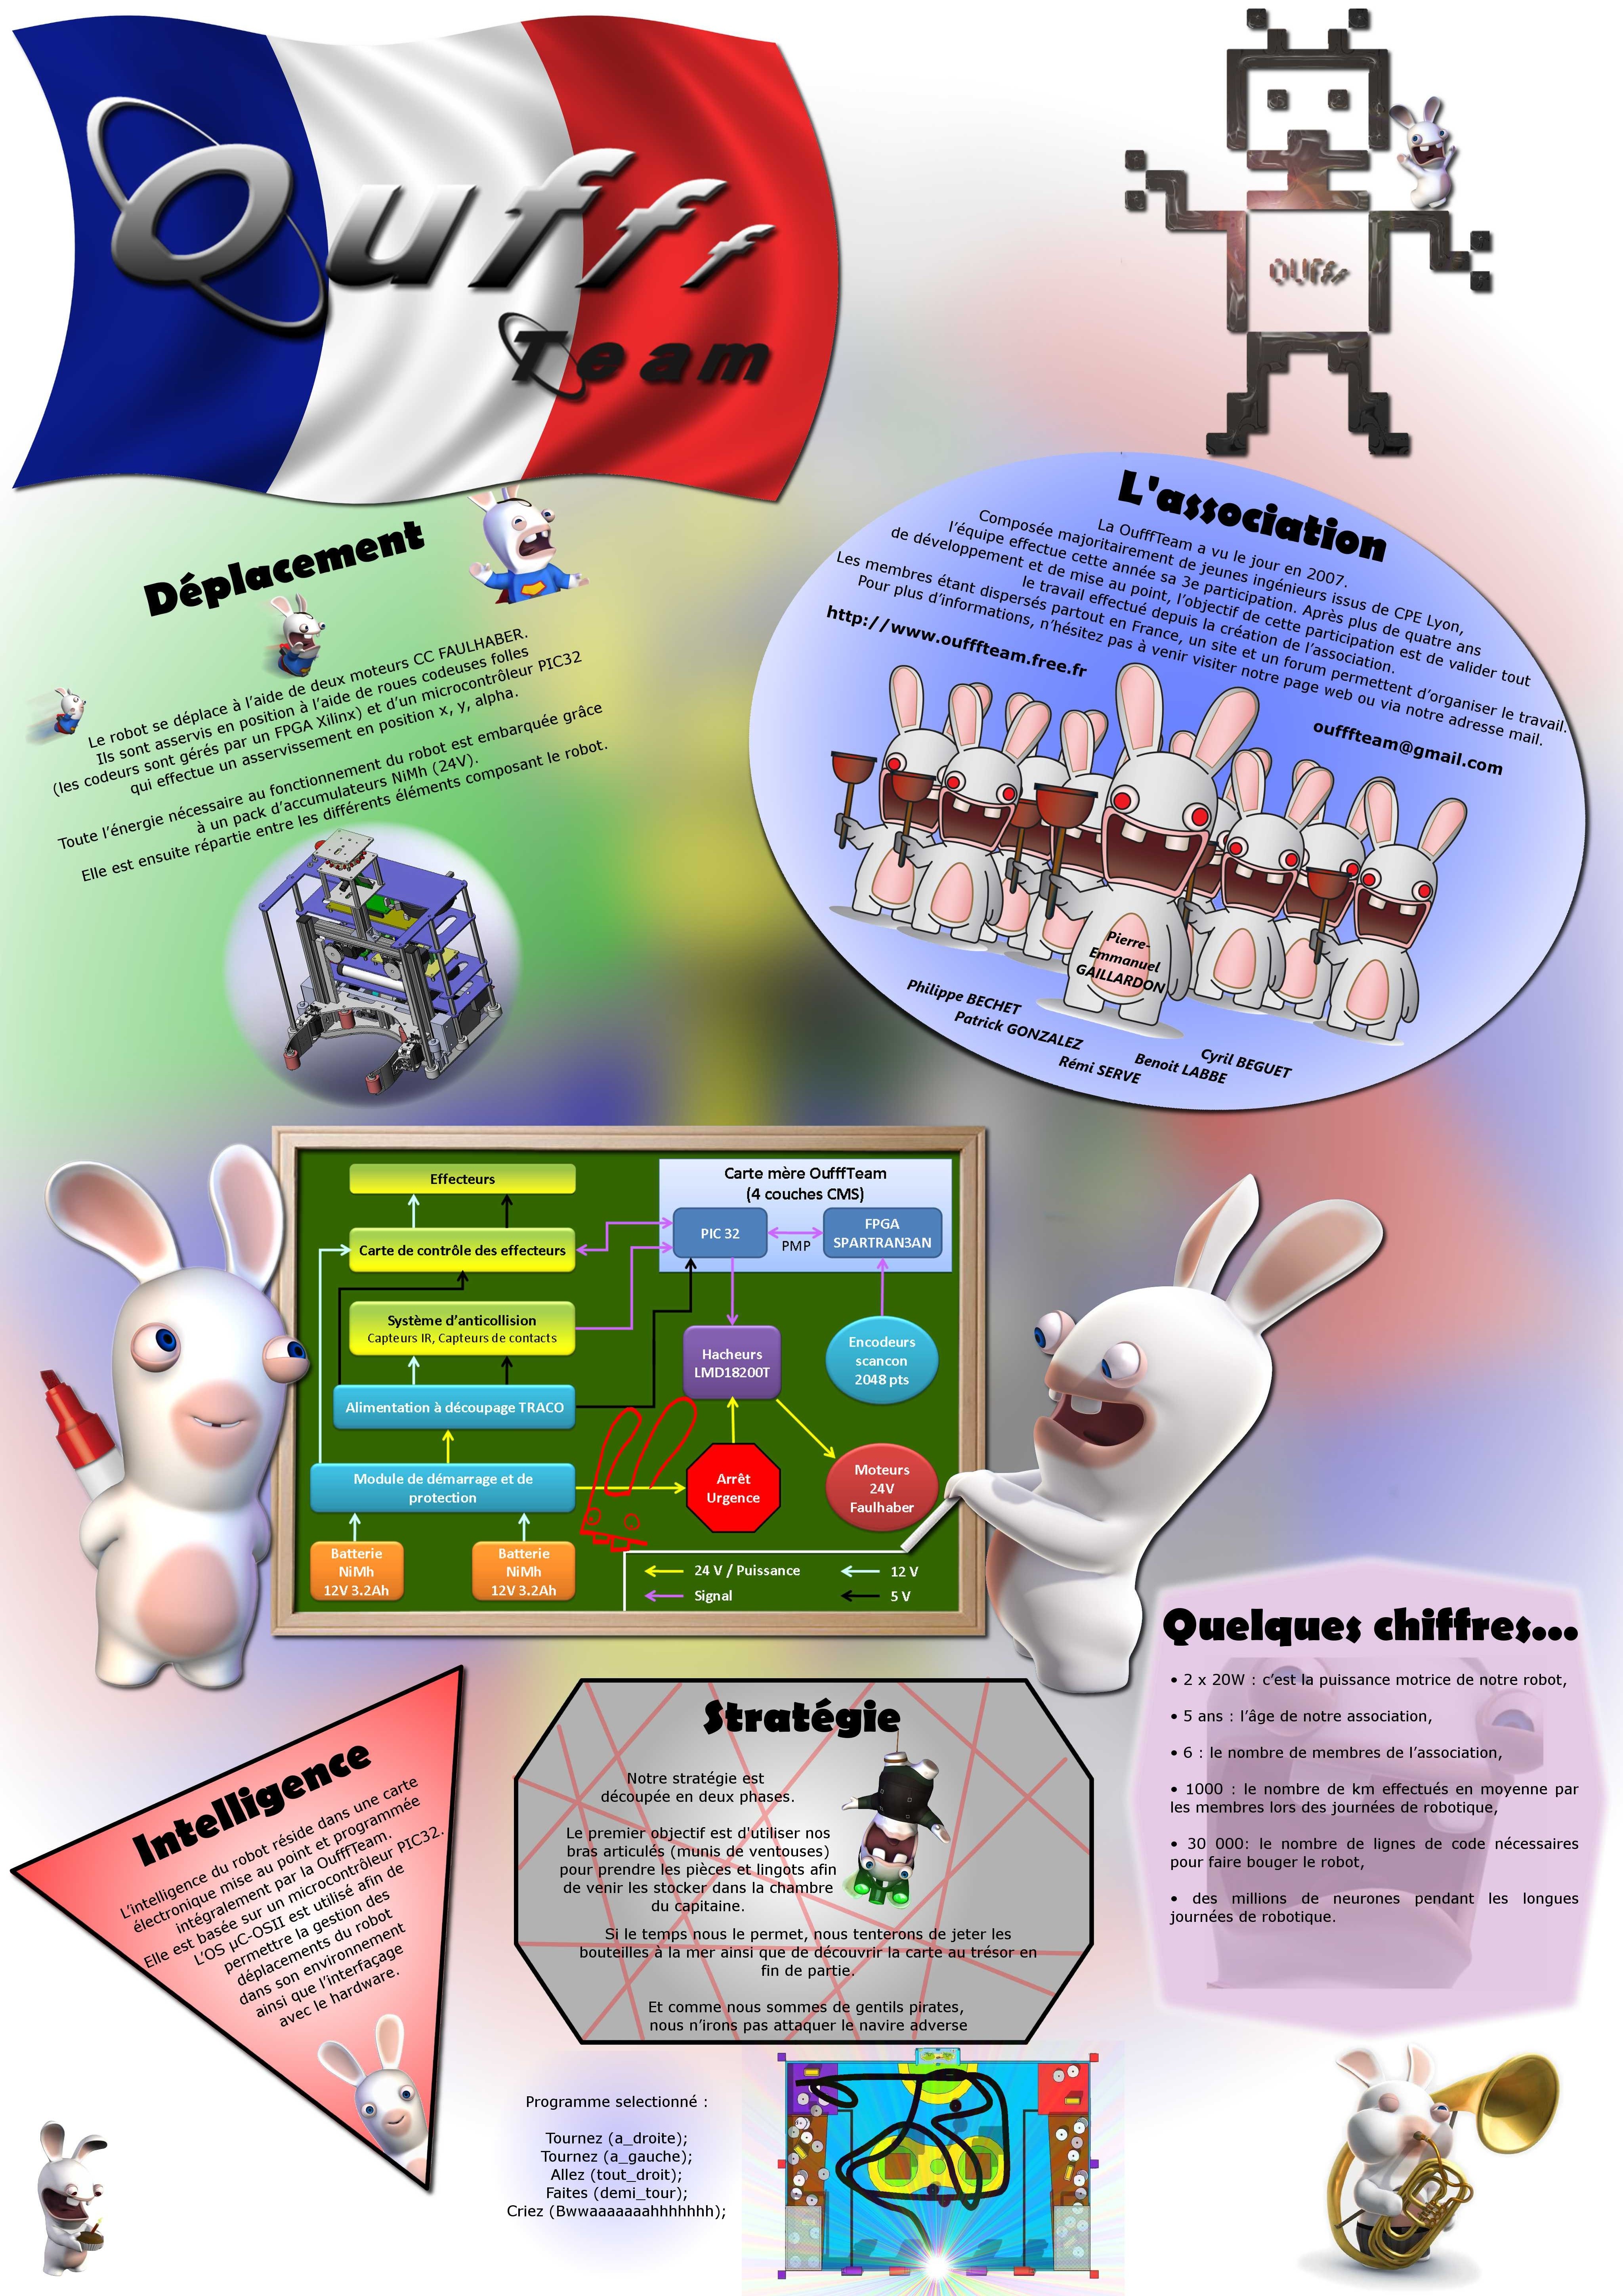 Oufff
Team
OUFff
Déplacement
Le robot se déplace à l'aide de deux moteurs CC FAULHABER.
Ils sont asservis en position à l'aide de roues codeuses folles
(les codeurs sont gérés par un FPGA Xilinx) et d'un microcontrôleur PIC32
qui effectue un asservissement en position x, y, alpha.
Toute l'énergie nécessaire au fonctionnement du robot est embarquée grâce
à un pack d'accumulateurs NiMh (24V).
Elle est ensuite répartie entre les différents éléments composant le robot.
L'association
La OufffTeam a vu le jour en 2007.
Composée majoritairement de jeunes ingénieurs issus de CPE Lyon,
l'équipe effectue cette année sa 3e participation. Après plus de quatre ans
de développement et de mise au point, l'objectif de cette participation est de valider tout
le travail effectué depuis la création de l'association.
Les membres étant dispersés partout en France, un site et un forum permettent d'organiser le travail.
Pour plus d'informations, n'hésitez pas à venir visiter notre page web ou via notre adresse mail.
http://www.oufffteam.free.fr
oufffteam@gmail.com
Pierre-
Emmanuel
GAILLARDON
Philippe BECHET
Patrick GONZALEZ
Rémi SERVE
Benoit LABBE
Cyril BEGUET
Effecteurs
Carte de contrôle des effecteurs
Système d'anticollision
Capteurs IR, Capteurs de contacts
Alimentation à découpage TRACO
Module de démarrage et de
protection
Batterie
NiMh
12V 3.2Ah
Batterie
NiMh
12V 3.2Ah
Carte mère OufffTeam
(4 couches CMS)
PIC 32
PMP
FPGA
SPARTRAN3AN
Hacheurs
LMD18200T
Encodeurs
scancon
2048 pts
Arrêt
Urgence
Moteurs
24V
Faulhaber
24 V / Puissance
12 V
Signal
5 V
Quelques chiffres...
• 2 x 20W : c'est la puissance motrice de notre robot,
• 5 ans : l'âge de notre association,
• 6 : le nombre de membres de l'association,
• 1000 : le nombre de km effectués en moyenne par
les membres lors des journées de robotique,
• 30 000: le nombre de lignes de code nécessaires
pour faire bouger le robot,
• des millions de neurones pendant les longues
journées de robotique.
Intelligence
L'intelligence du robot réside dans une carte
électronique mise au point et programmée
intégralement par la OufffTeam.
Elle est basée sur un microcontrôleur PIC32.
L'OS µC-OSII est utilisé afin de
permettre la gestion des
déplacements du robot
dans son environnement
ainsi que l'interfaçage
avec le hardware.
Stratégie
Notre stratégie est
découpée en deux phases.
Le premier objectif est d'utiliser nos
bras articulés (munis de ventouses)
pour prendre les pièces et lingots afin
de venir les stocker dans la chambre
du capitaine.
Si le temps nous le permet, nous tenterons de jeter les
bouteilles à la mer ainsi que de découvrir la carte au trésor en
fin de partie.
Et comme nous sommes de gentils pirates,
nous n'irons pas attaquer le navire adverse
Programme selectionné :
Tournez (a_droite);
Tournez (a_gauche);
Allez (tout_droit);
Faites (demi_tour);
Criez (Bwwaaaaaaahhhhhhh);